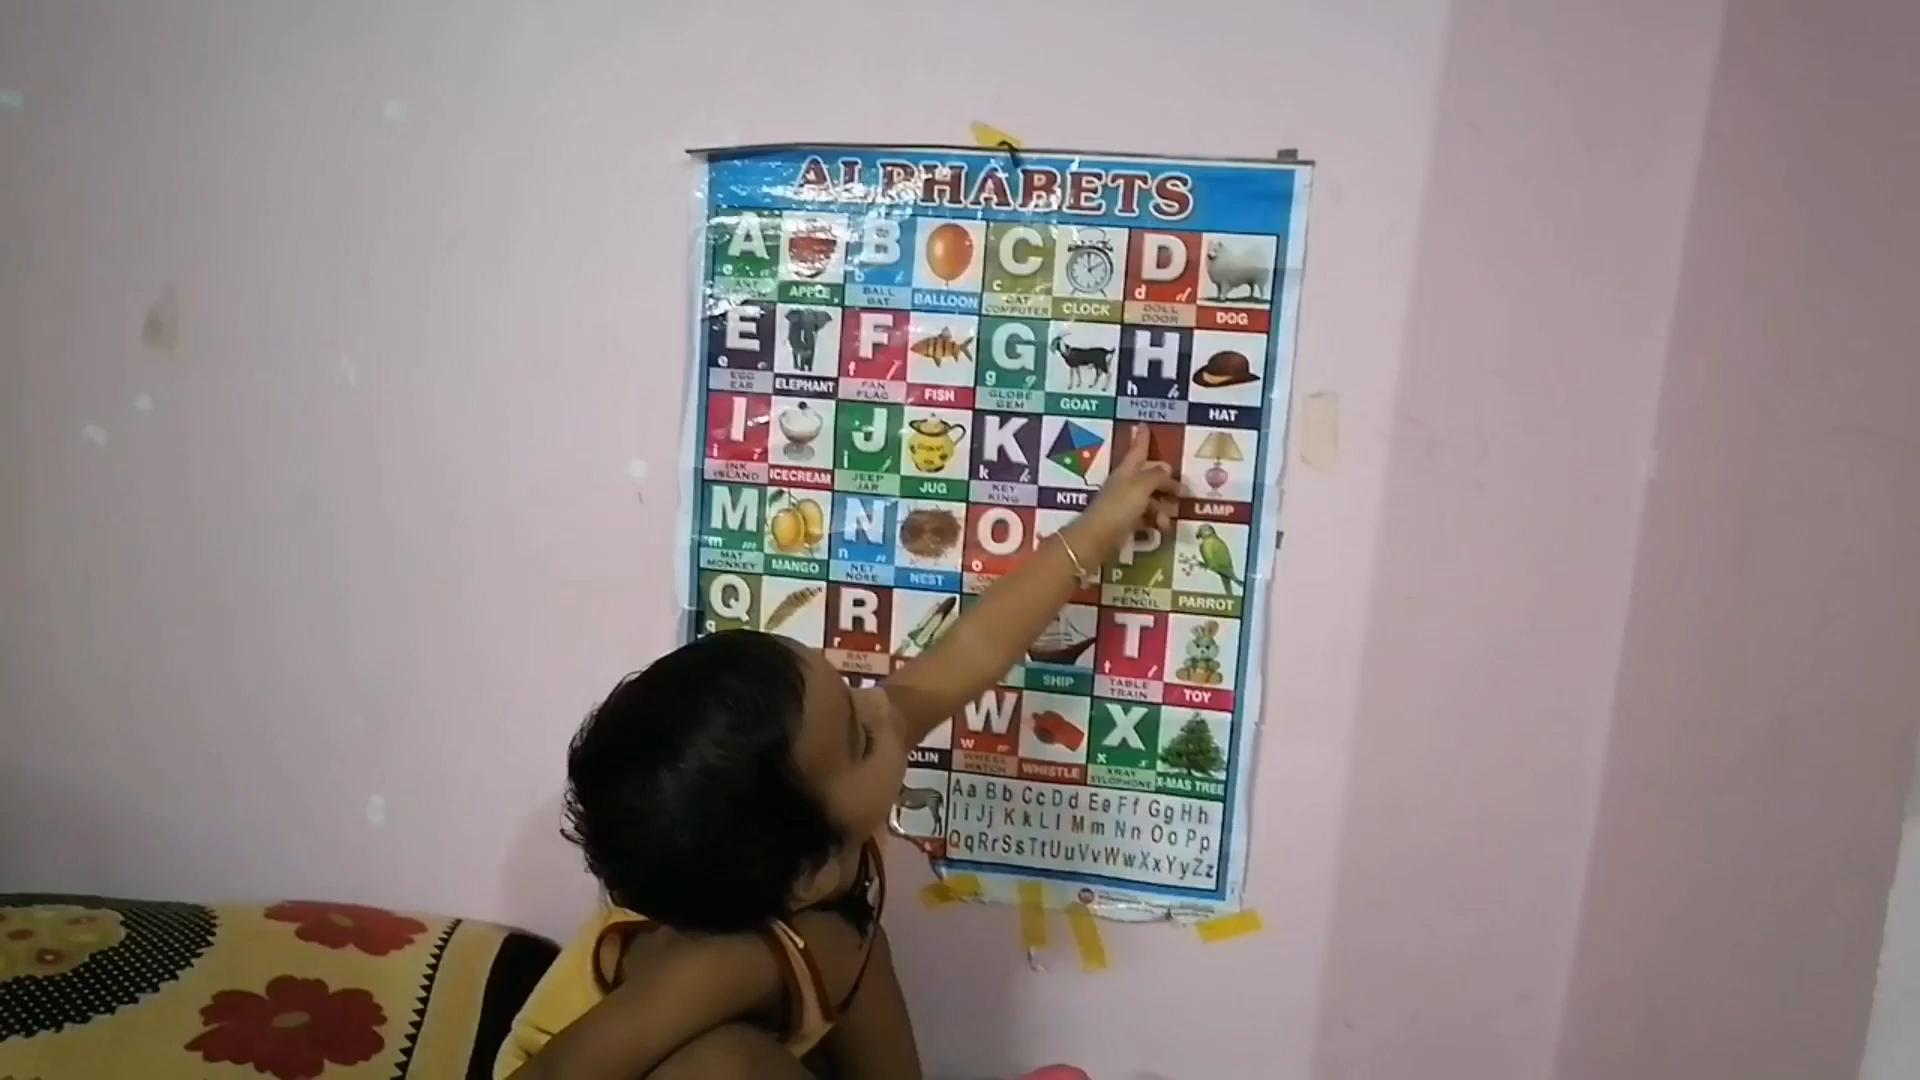 ALPHABETS
A B C D
a b c d
BALL CAT DOLL
APPLE BAT BALLOON COMPUTER CLOCK DOOR DOG
E F G H
e f g h
EGG FAN GLOBE HOUSE
EAR ELEPHANT FLAG FISH GEM GOAT HEN HAT
I J K
i j k
INK JEEP KEY
ISLAND ICECREAM JAR JUG KING KITE LAMP
M N O P
m n o p
MAT NET PEN
MONKEY MANGO NOSE NEST PENCIL PARROT
Q R T
q r t
RAT TABLE
RING SHIP TRAIN TOY
W X
w x
WHEEL XRAY
OLIN WATCH WHISTLE XYLOPHONE X-MAS TREE
Aa Bb Cc Dd Ee Ff Gg Hh
Ii Jj Kk Ll Mm Nn Oo Pp
Qq Rr Ss Tt Uu Vv Ww Xx Yy Zz